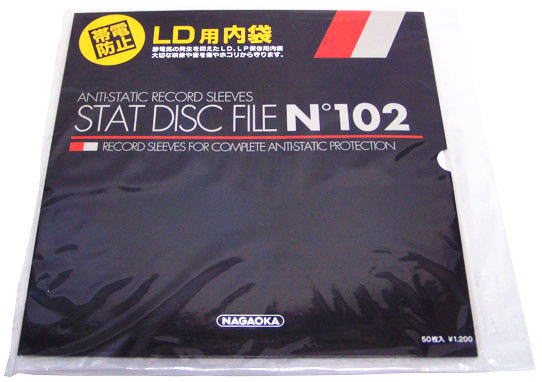 帯電
防止
LD用内袋
静電気の発生を抑えたLD、LP保存用内袋
大切な映像や音を傷やホコリから守ります。
ANTI-STATIC RECORD SLEEVES
STAT DISC FILE N°102
RECORD SLEEVES FOR COMPLETE ANTI-STATIC PROTECTION
NAGAOKA
50枚入 ¥1,200